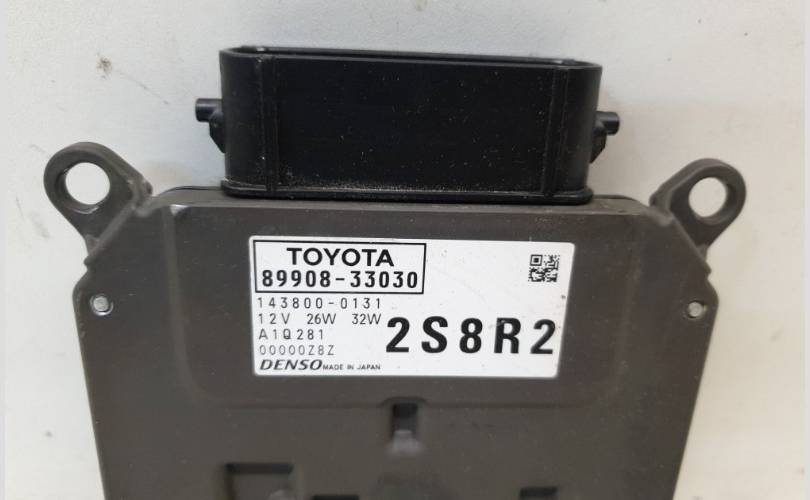 TOYOTA
89908-33030
143800-0131
12V 26W 32W
A1Q281
00000Z8Z
2S8R2
DENSO MADE IN JAPAN